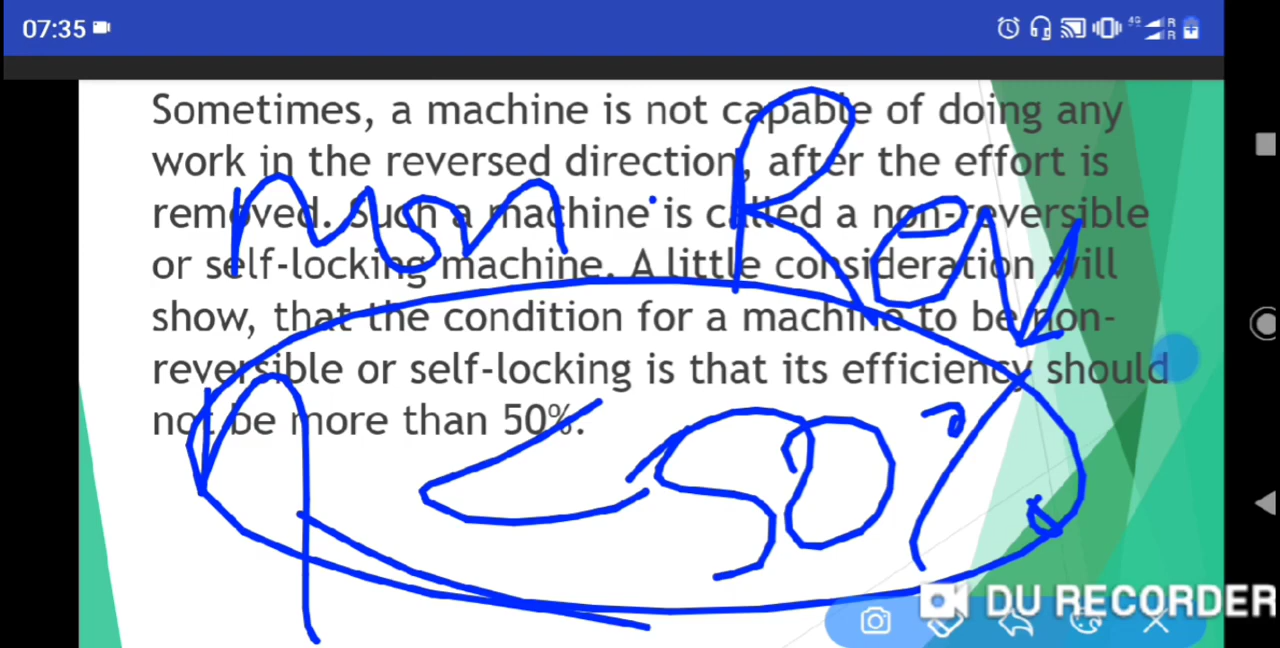 07:35
4G R
R
Sometimes, a machine is not capable of doing any
work in the reversed direction, after the effort is
removed. Such a machine is called a non-reversible
or self-locking machine. A little consideration will
show, that the condition for a machine to be non-
reversible or self-locking is that its efficiency should
not be more than 50%.
Non Rev
η < 50%
DU RECORDER